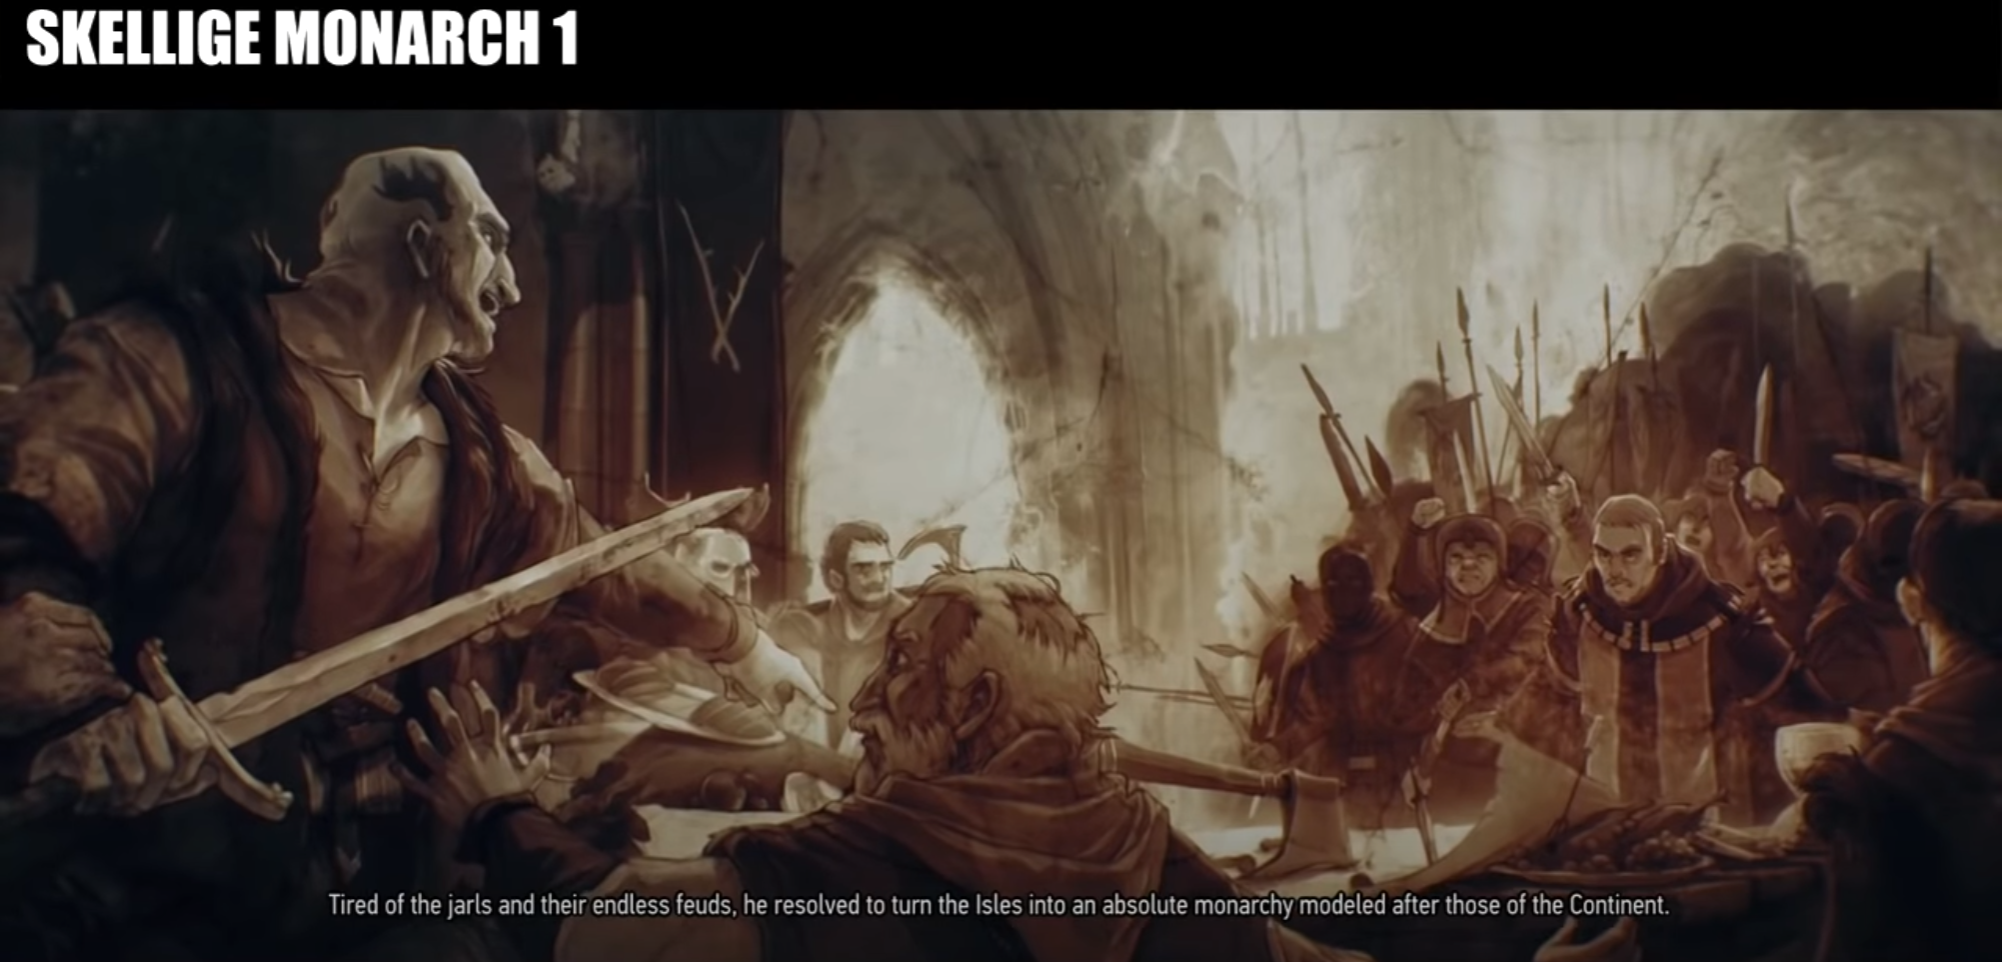 SKELLIGE MONARCH 1
Tired of the jarls and their endless feuds, he resolved to turn the Isles into an absolute monarchy modeled after those of the Continent.